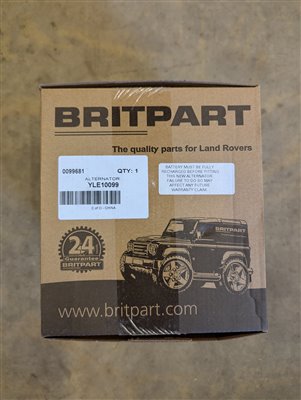 BRITPART
The quality parts for Land Rovers
0099681 QTY: 1
ALTERNATOR
YLE10099
C of O - CHINA
BATTERY MUST BE FULLY
RECHARGED BEFORE FITTING
THIS NEW ALTERNATOR
FAILURE TO DO SO MAY
AFFECT ANY FUTURE
WARRANTY CLAIM
24
Guarantee
BRITPART
BRITPART
www.britpart.com